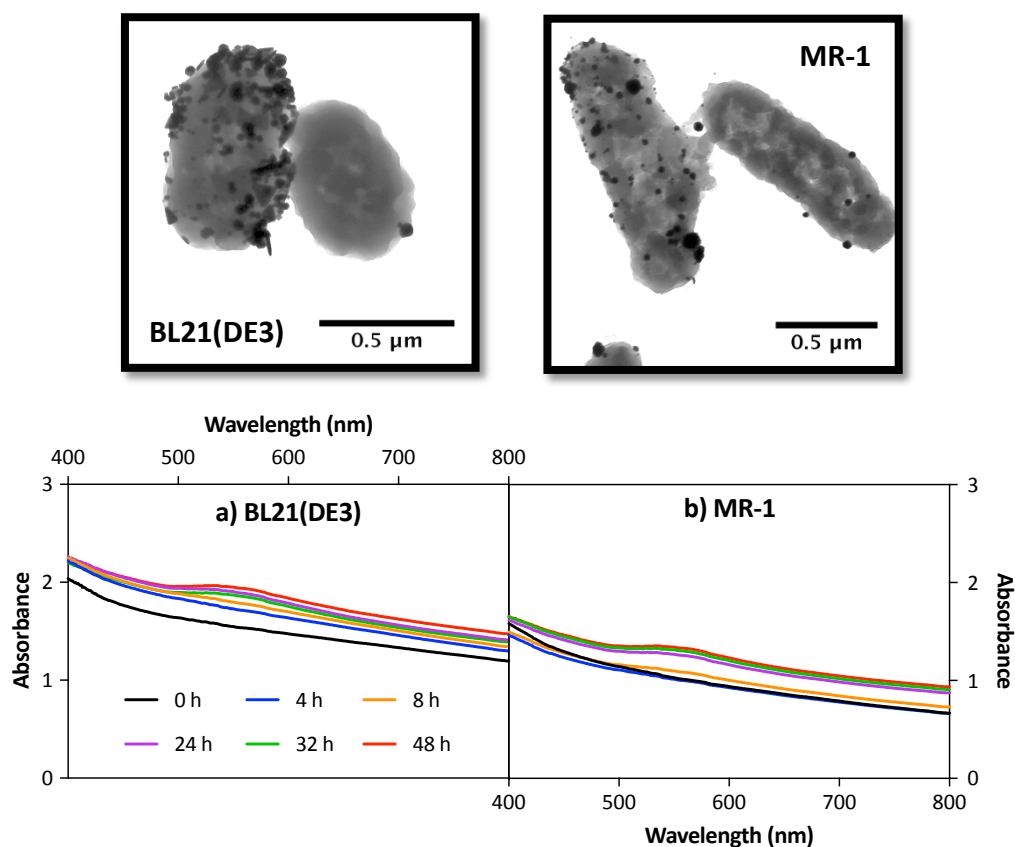 MR-1
BL21(DE3)
0.5 µm
0.5 µm
Wavelength (nm)
400 500 600 700 800
3 a) BL21(DE3) b) MR-1 3
2 2
Absorbance Absorbance
1 1
0 h 4 h 8 h
24 h 32 h 48 h
0 0
400 500 600 700 800
Wavelength (nm)